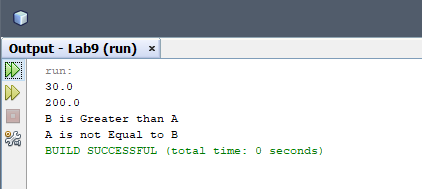 Output - Lab9 (run) ×
run:
30.0
200.0
B is Greater than A
A is not Equal to B
BUILD SUCCESSFUL (total time: 0 seconds)